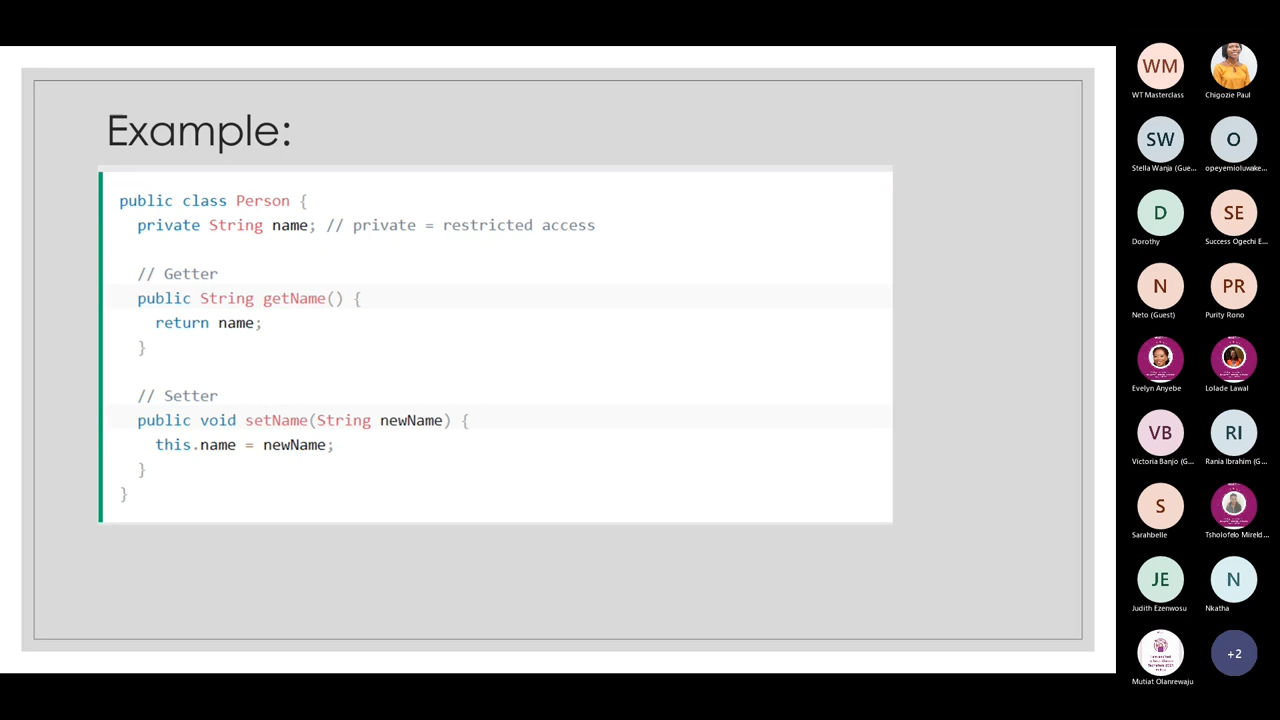 Example:
public class Person {
private String name; // private = restricted access
// Getter
public String getName() {
return name;
}
// Setter
public void setName(String newName) {
this.name = newName;
}
}
WM
WT Masterclass
Chigozie Paul
SW
Stella Wanja (Gue...
O
opeyemioluwake...
D
Dorothy
SE
Success Ogechi E...
N
Neto (Guest)
PR
Purity Rono
Evelyn Anyebe
Lolade Lawal
VB
Victoria Banjo (G...
RI
Rania Ibrahim (G...
S
Sarahbelle
Tsholofelo Mireld...
JE
Judith Ezenwosu
N
Nkatha
Mutiat Olanrewaju
+2